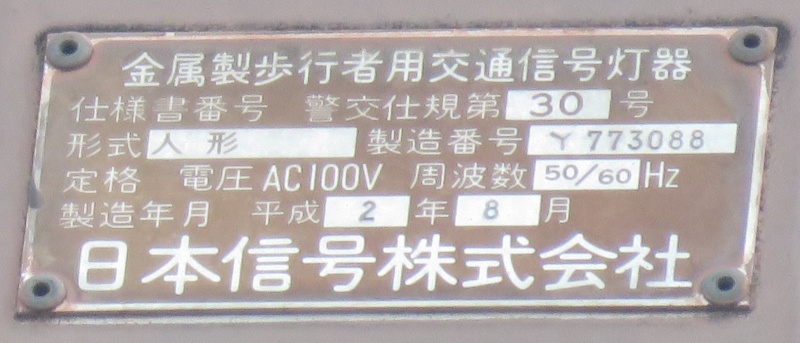 金属製歩行者用交通信号灯器
仕様書番号 警交仕規第 30 号
形式 人形 製造番号 Y773088
定格 電圧 AC100V 周波数 50/60 Hz
製造年月 平成 2 年 8 月
日本信号株式会社